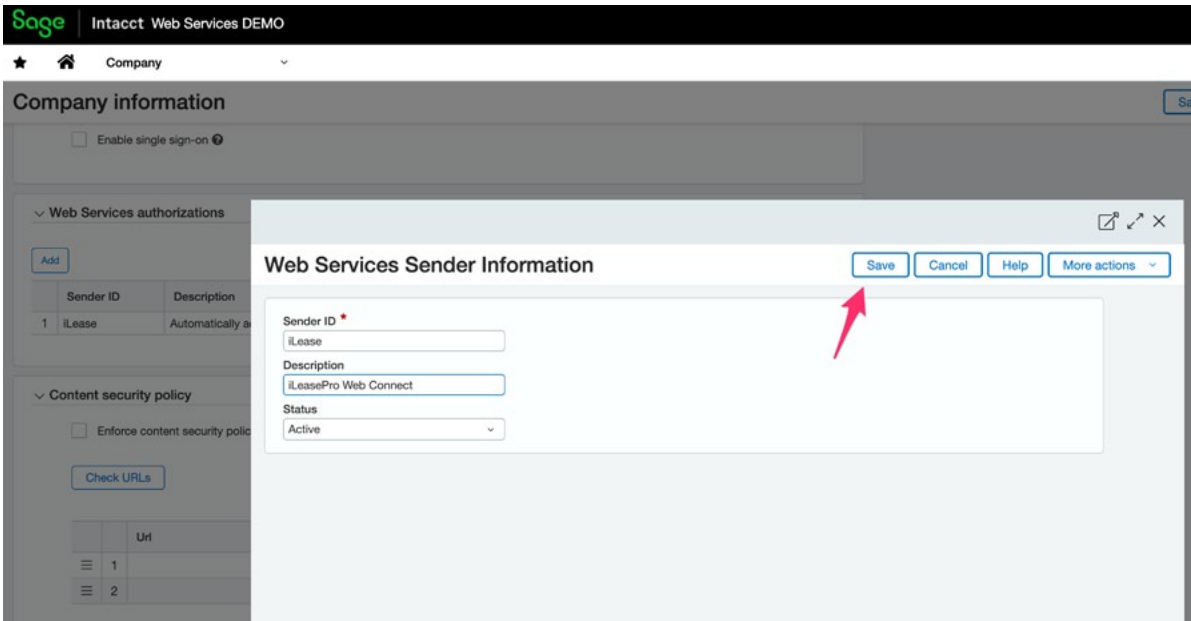 Sage Intacct Web Services DEMO
Company
Company information
Enable single sign-on
Web Services authorizations
Add
Sender ID Description
1 iLease Automatically
Content security policy
Enforce content security
Check URLs
Url
1
2
Web Services Sender Information
Save Cancel Help More actions
Sender ID *
iLease
Description
iLeasePro Web Connect
Status
Active